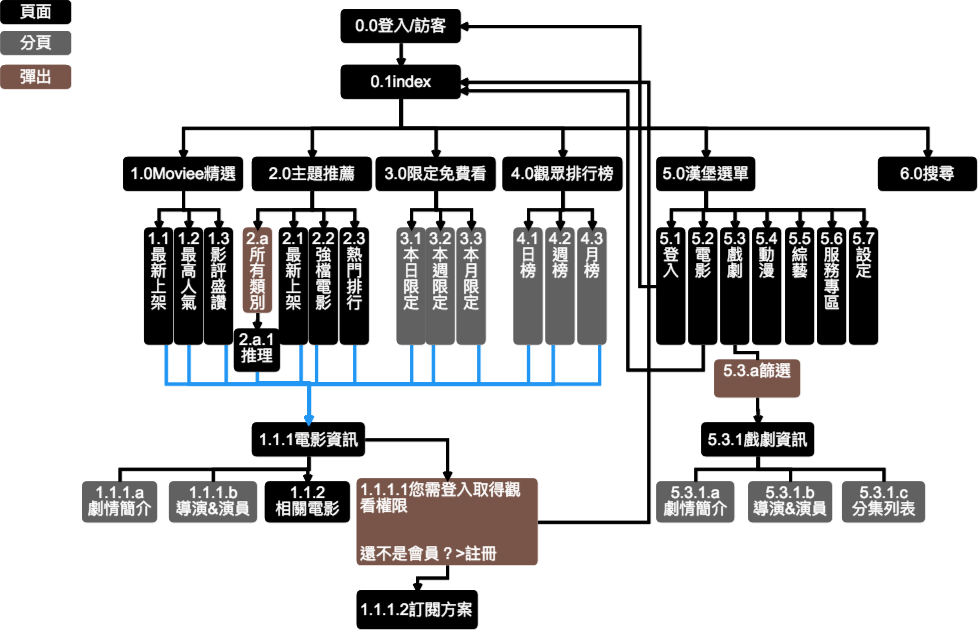 頁面
分頁
彈出
0.0登入/訪客
0.1index
1.0Moviee精選
2.0主題推薦
3.0限定免費看
4.0觀眾排行榜
5.0漢堡選單
6.0搜尋
1.1最新上架
1.2最高人氣
1.3影評盛讚
2.a所有類別
2.1最新上架
2.2強檔電影
2.3熱門排行
3.1本日限定
3.2本週限定
3.3本月限定
4.1日榜
4.2週榜
4.3月榜
5.1登入
5.2電影
5.3戲劇
5.4動漫
5.5綜藝
5.6服務專區
5.7設定
2.a.1
推理
5.3.a篩選
1.1.1電影資訊
5.3.1戲劇資訊
1.1.1.a
劇情簡介
1.1.1.b
導演&演員
1.1.2
相關電影
1.1.1.1您需登入取得觀
看權限
還不是會員？>註冊
5.3.1.a
劇情簡介
5.3.1.b
導演&演員
5.3.1.c
分集列表
1.1.1.2訂閱方案